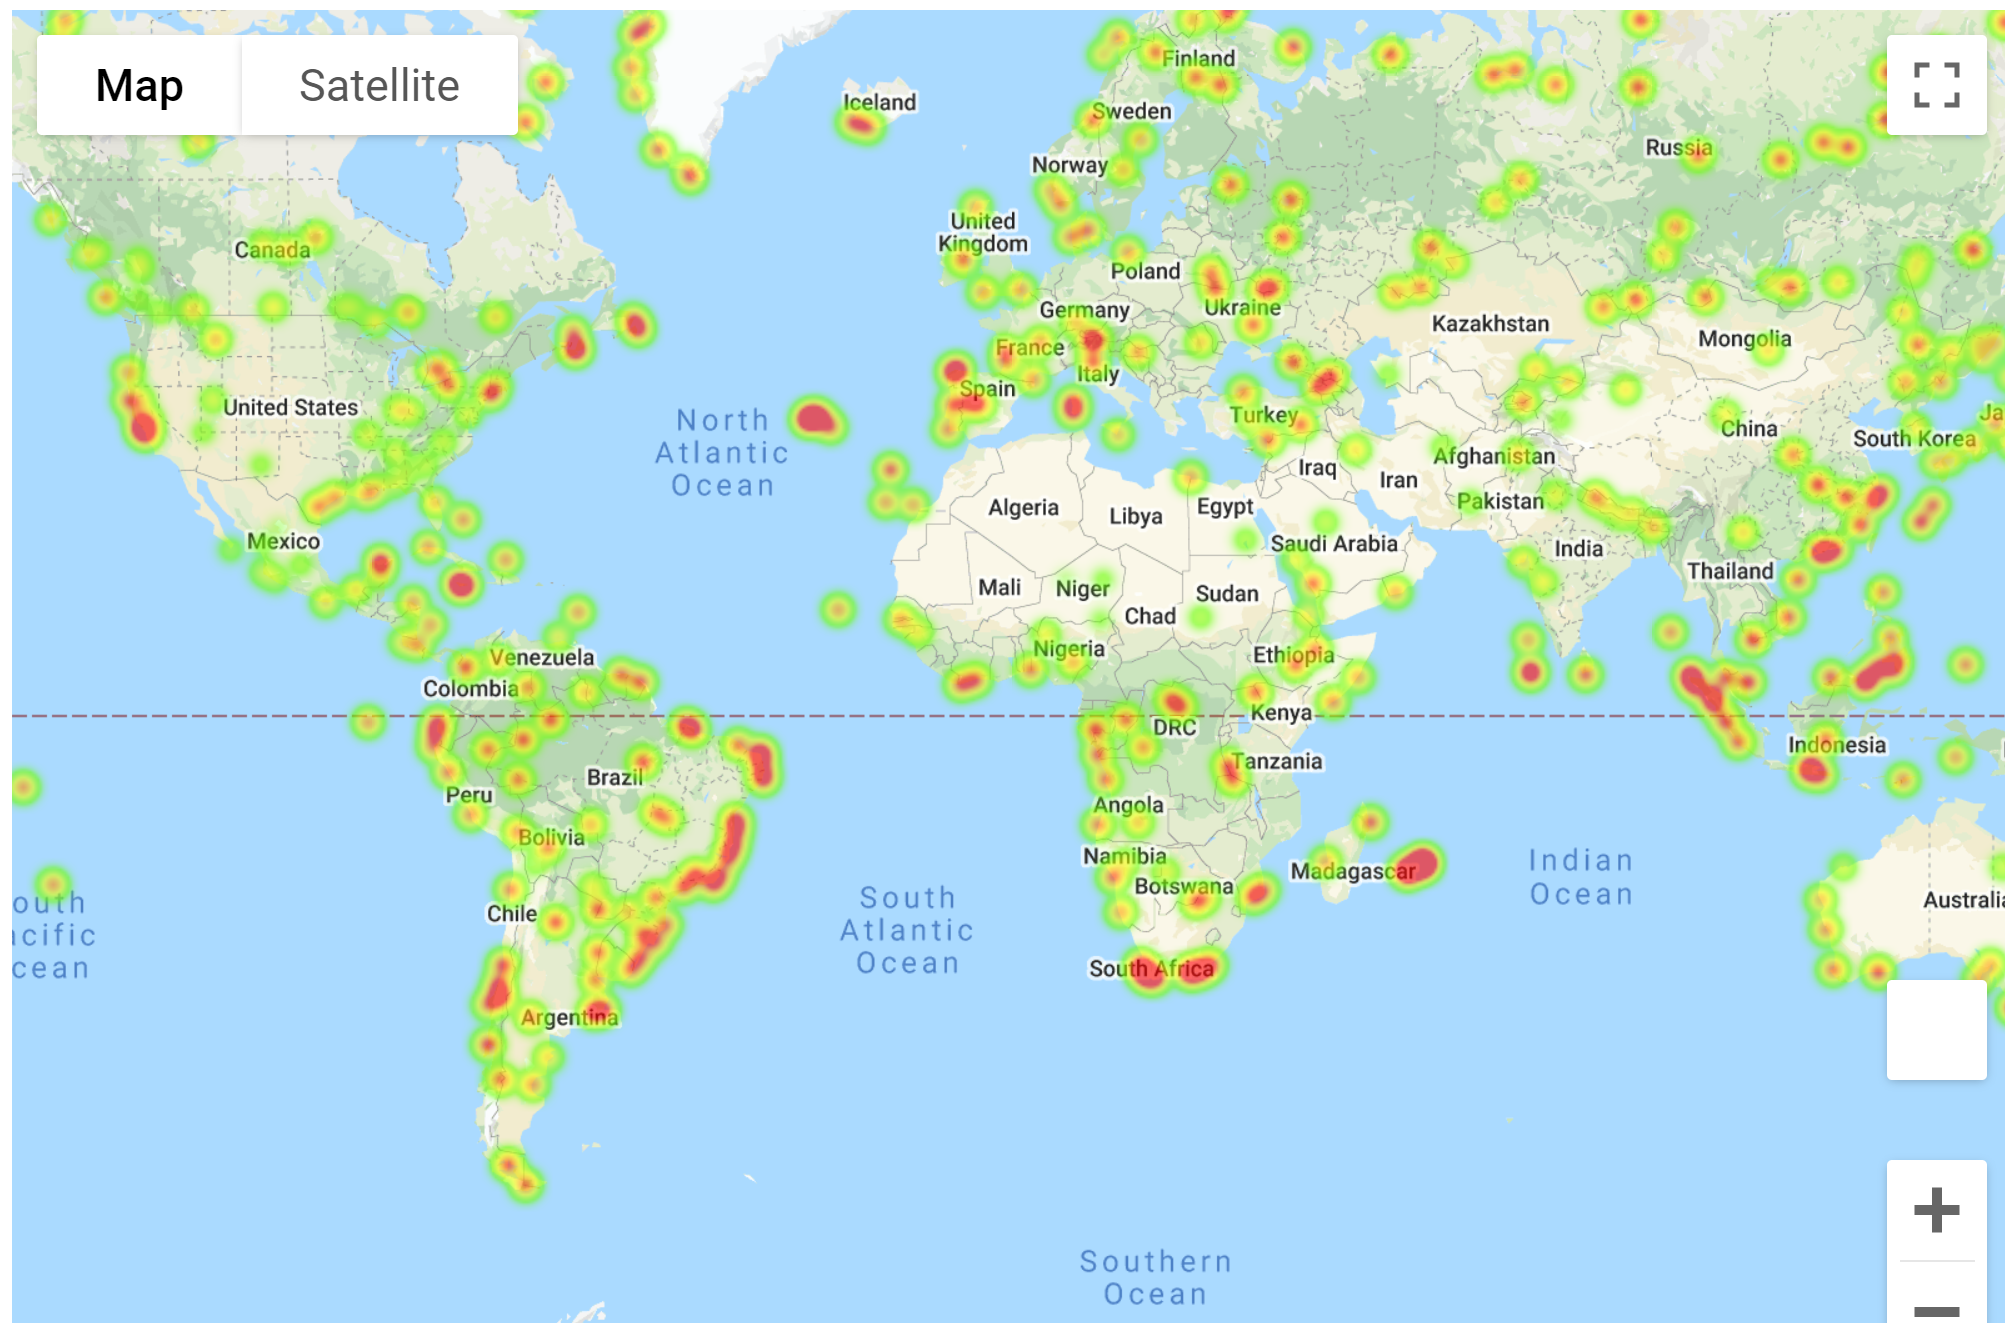 Map
Satellite
Iceland
Finland
Sweden
Norway
Russia
United
Kingdom
Canada
Poland
Germany
Ukraine
Kazakhstan
Mongolia
France
Italy
Spain
United States
Turkey
North
Atlantic
Ocean
China
South Korea
Ja
Afghanistan
Iraq
Iran
Pakistan
Algeria
Libya
Egypt
Mexico
Saudi Arabia
India
Thailand
Mali
Niger
Sudan
Chad
Nigeria
Ethiopia
Venezuela
Colombia
Kenya
DRC
Indonesia
Tanzania
Brazil
Peru
Angola
Bolivia
Namibia
Botswana
Madagascar
Indian
Ocean
Chile
South
Atlantic
Ocean
Australia
outh
acific
cean
South Africa
Argentina
Southern
Ocean